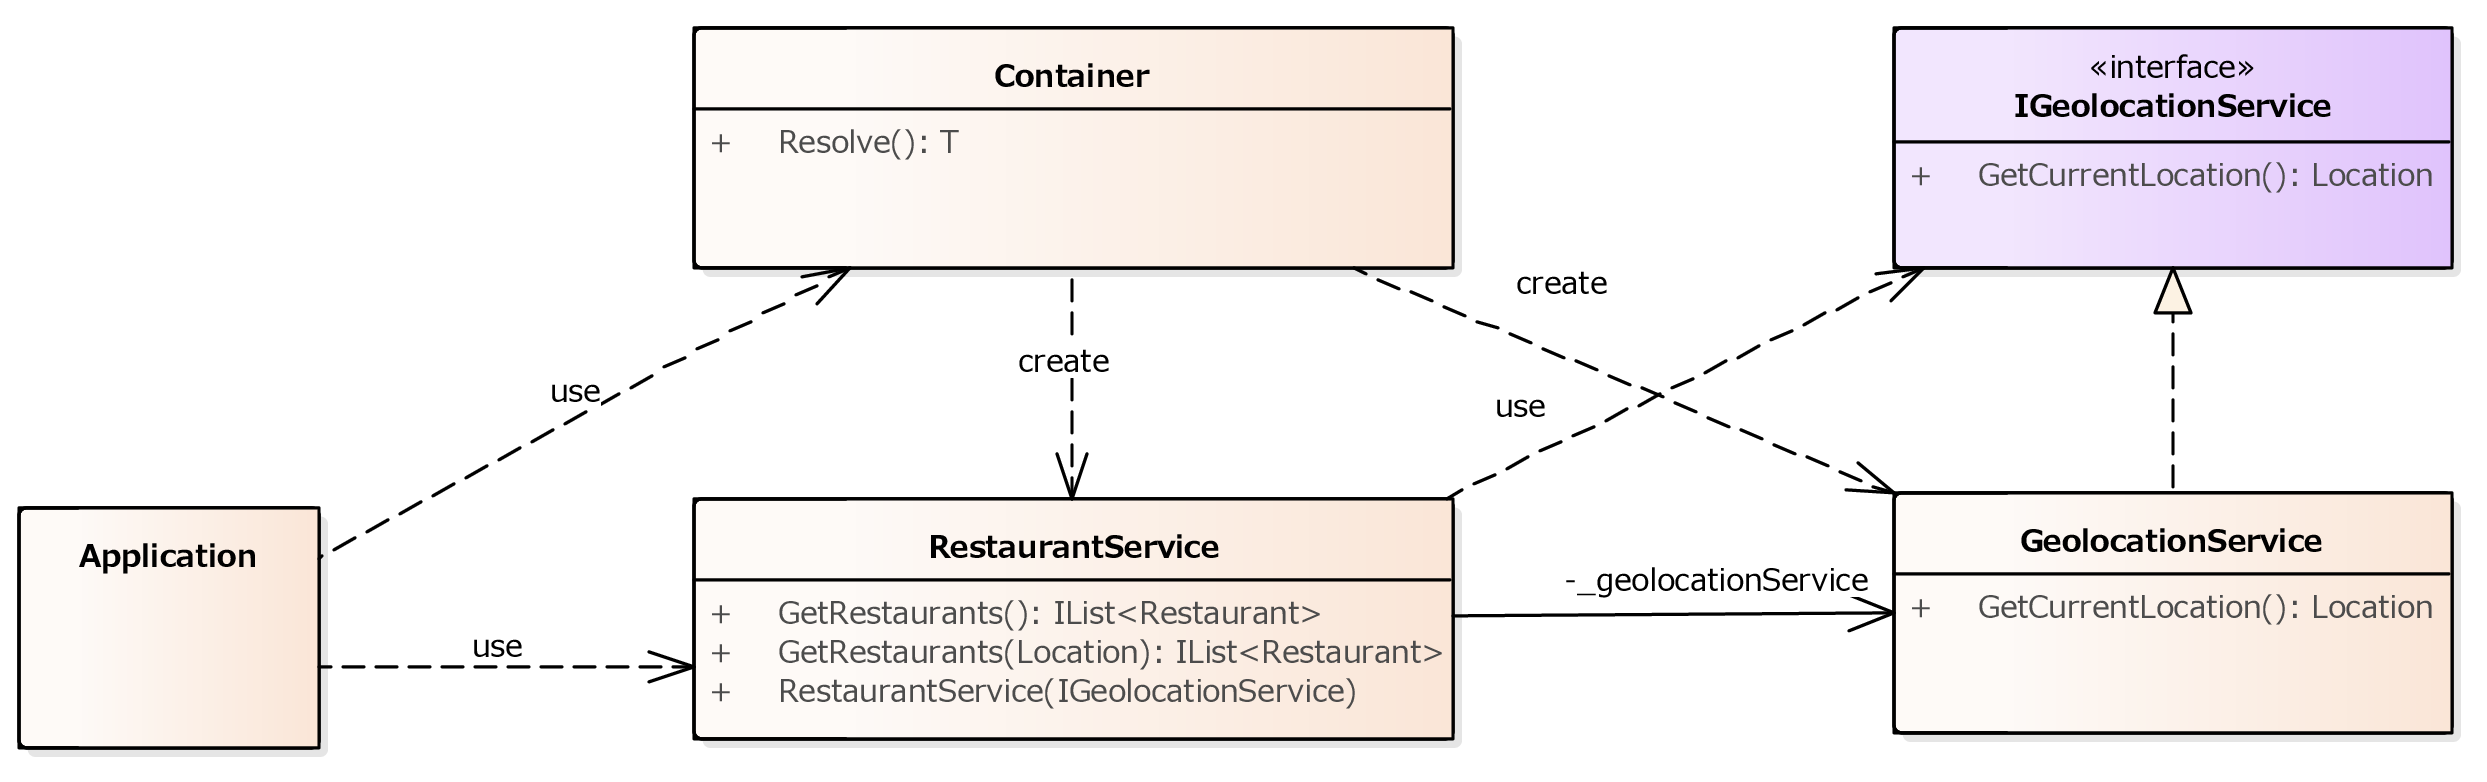 Container
+ Resolve(): T
«interface»
IGeolocationService
+ GetCurrentLocation(): Location
create
create
use
use
Application
use
RestaurantService
+ GetRestaurants(): IList<Restaurant>
+ GetRestaurants(Location): IList<Restaurant>
+ RestaurantService(IGeolocationService)
-_geolocationService
GeolocationService
+ GetCurrentLocation(): Location